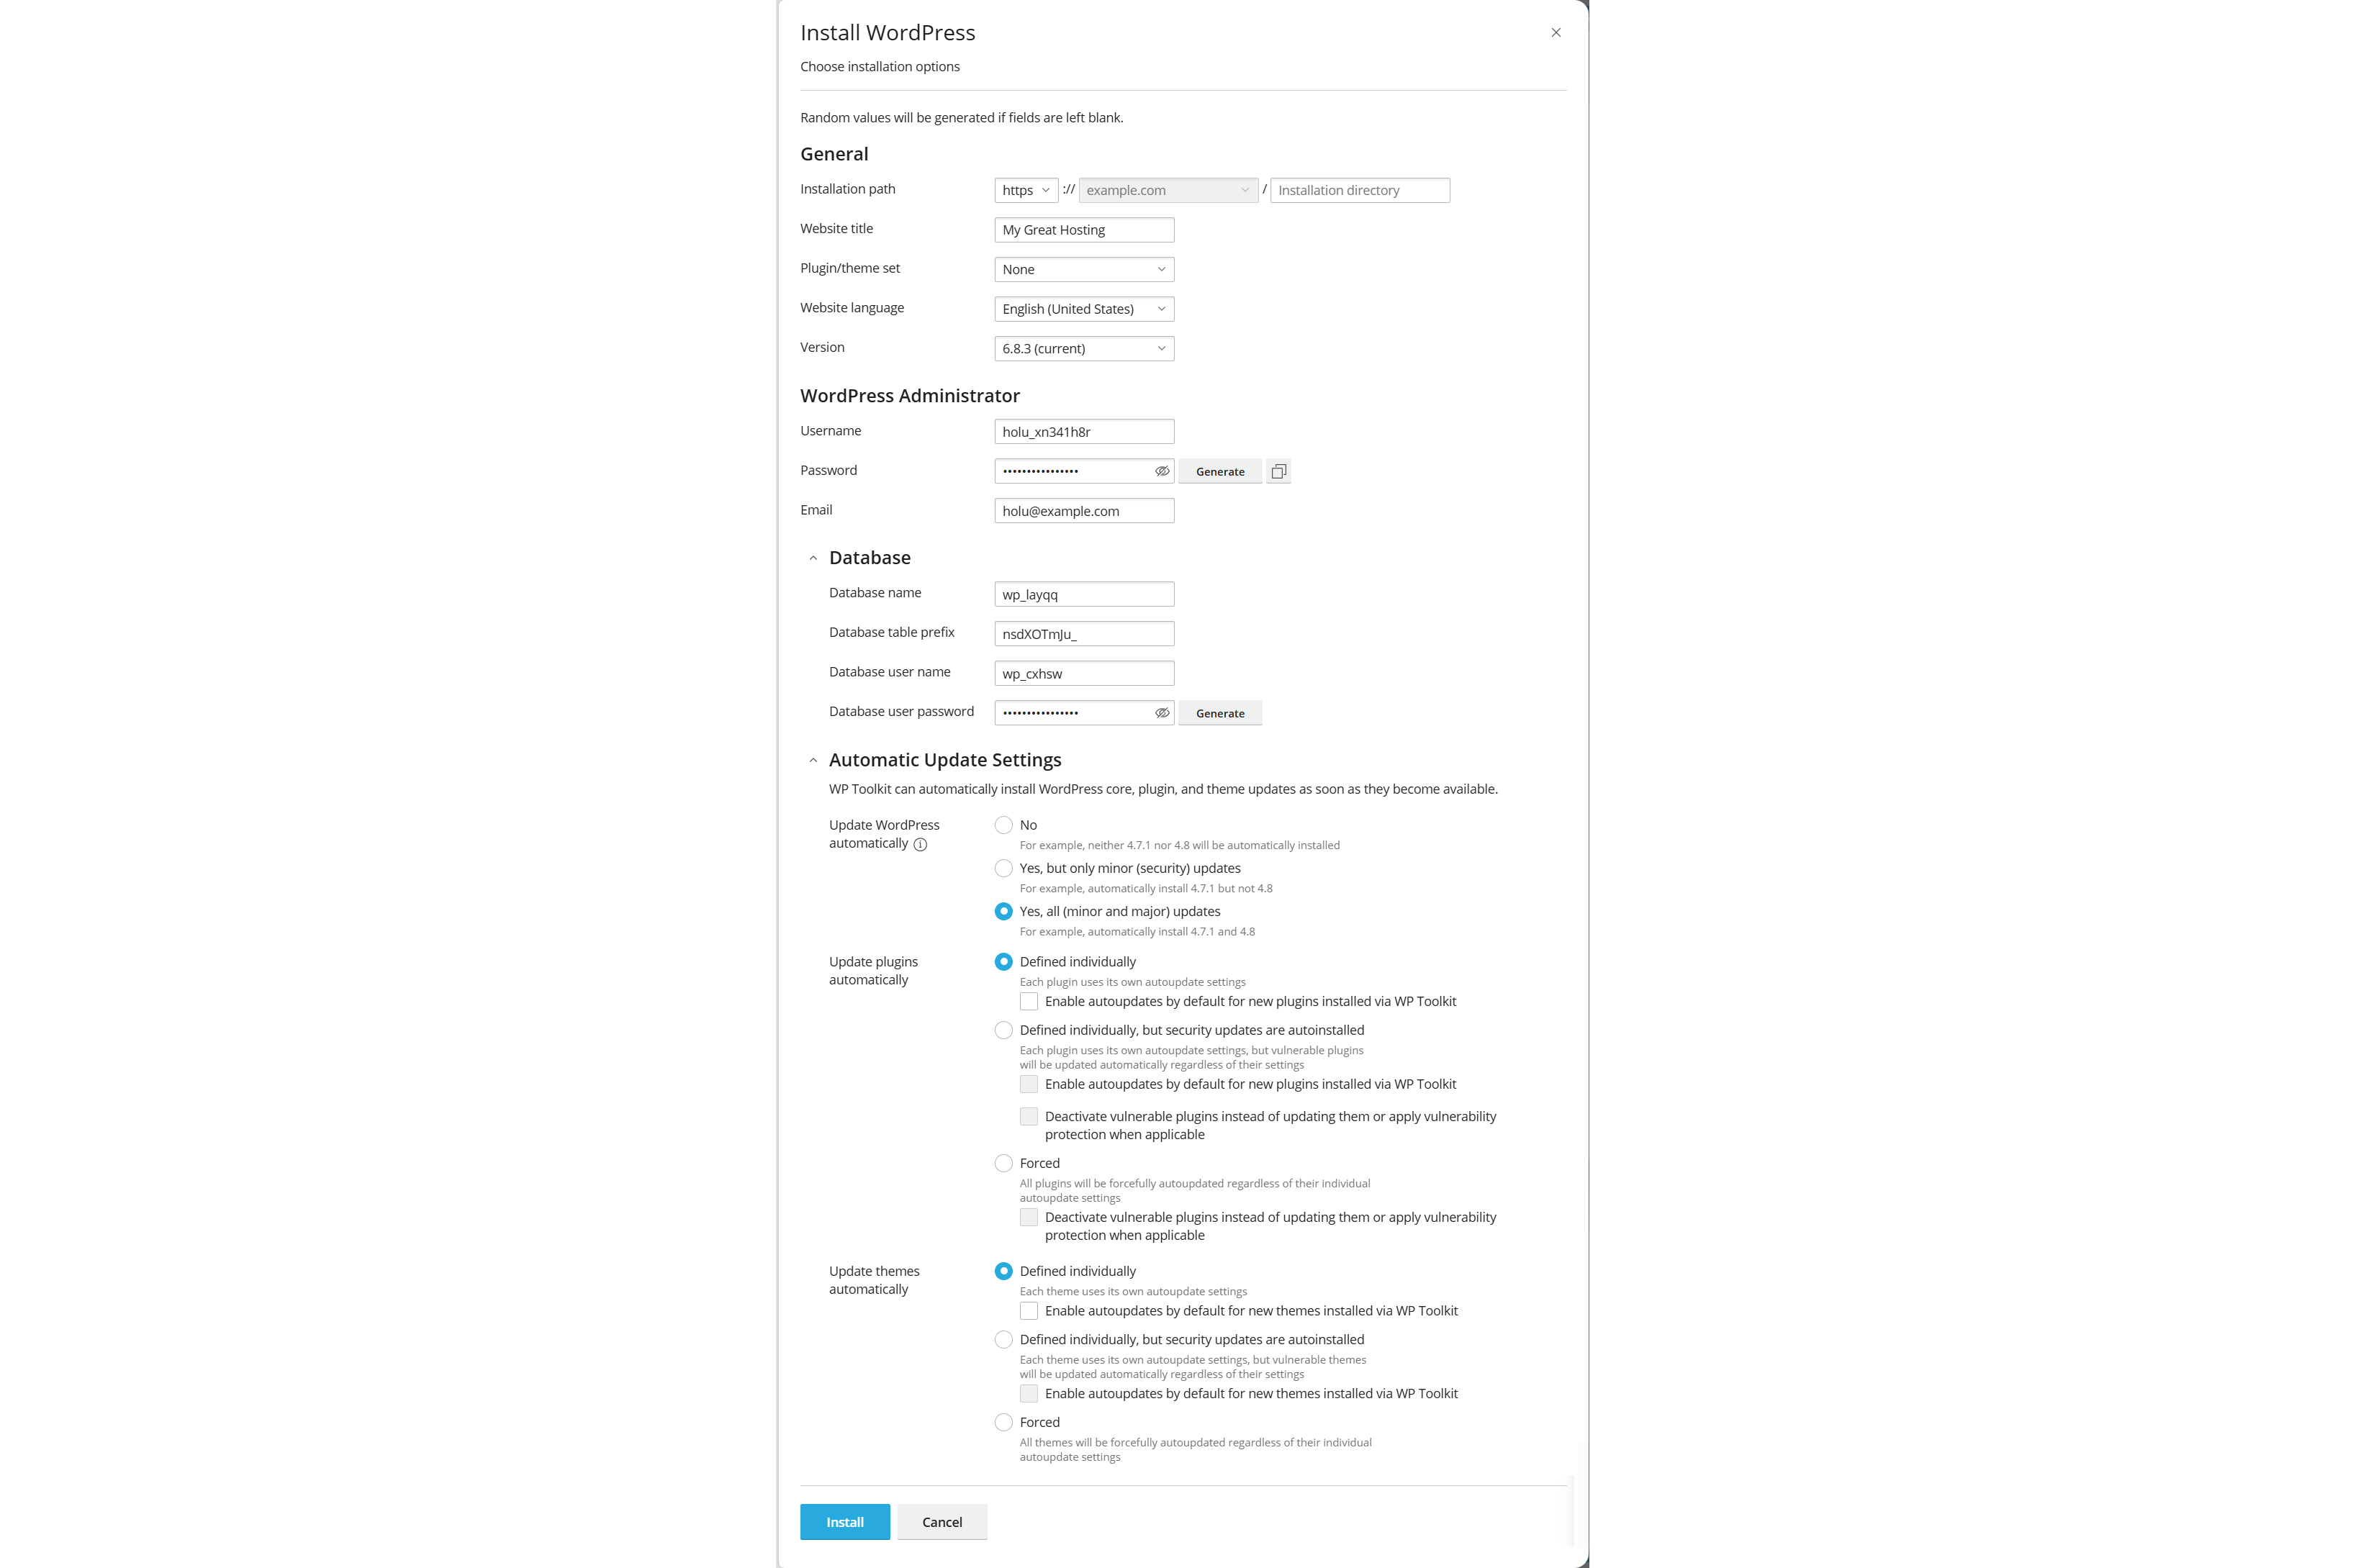 Install WordPress
Choose installation options
Random values will be generated if fields are left blank.
General
Installation path https :// example.com / Installation directory
Website title My Great Hosting
Plugin/theme set None
Website language English (United States)
Version 6.8.3 (current)
WordPress Administrator
Username holu_xn341h8r
Password •••••••••••••••• Generate
Email holu@example.com
Database
Database name wp_layqq
Database table prefix nsdXOTmJu_
Database user name wp_cxhsw
Database user password •••••••••••••••• Generate
Automatic Update Settings
WP Toolkit can automatically install WordPress core, plugin, and theme updates as soon as they become available.
Update WordPress
automatically
No
For example, neither 4.7.1 nor 4.8 will be automatically installed
Yes, but only minor (security) updates
For example, automatically install 4.7.1 but not 4.8
Yes, all (minor and major) updates
For example, automatically install 4.7.1 and 4.8
Update plugins
automatically
Defined individually
Each plugin uses its own autoupdate settings
Enable autoupdates by default for new plugins installed via WP Toolkit
Defined individually, but security updates are autoinstalled
Each plugin uses its own autoupdate settings, but vulnerable plugins
will be updated automatically regardless of their settings
Enable autoupdates by default for new plugins installed via WP Toolkit
Deactivate vulnerable plugins instead of updating them or apply vulnerability
protection when applicable
Forced
All plugins will be forcefully autoupdated regardless of their individual
autoupdate settings
Deactivate vulnerable plugins instead of updating them or apply vulnerability
protection when applicable
Update themes
automatically
Defined individually
Each theme uses its own autoupdate settings
Enable autoupdates by default for new themes installed via WP Toolkit
Defined individually, but security updates are autoinstalled
Each theme uses its own autoupdate settings, but vulnerable themes
will be updated automatically regardless of their settings
Enable autoupdates by default for new themes installed via WP Toolkit
Forced
All themes will be forcefully autoupdated regardless of their individual
autoupdate settings
Install Cancel